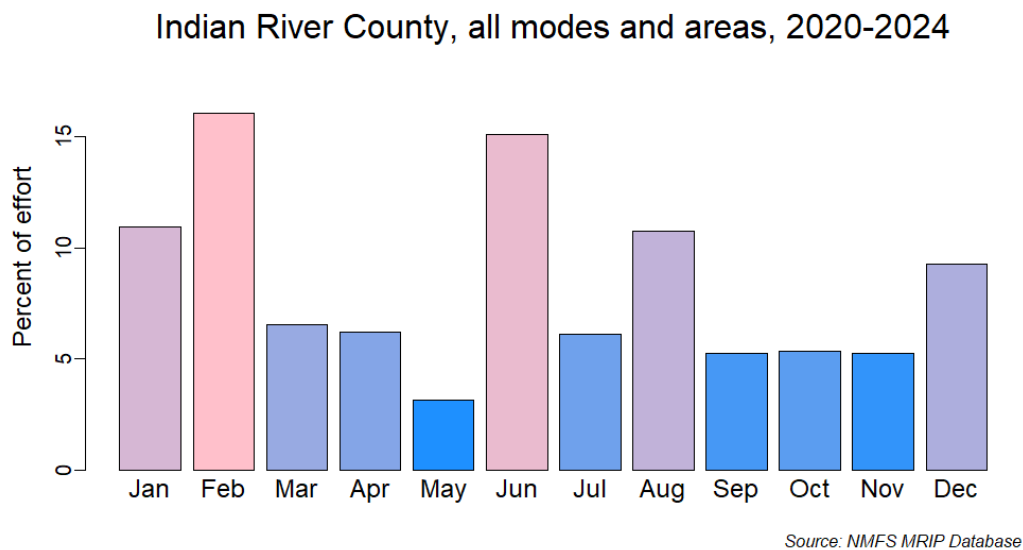 Indian River County, all modes and areas, 2020-2024
Percent of effort
15
10
5
0
Jan Feb Mar Apr May Jun Jul Aug Sep Oct Nov Dec
Source: NMFS MRIP Database